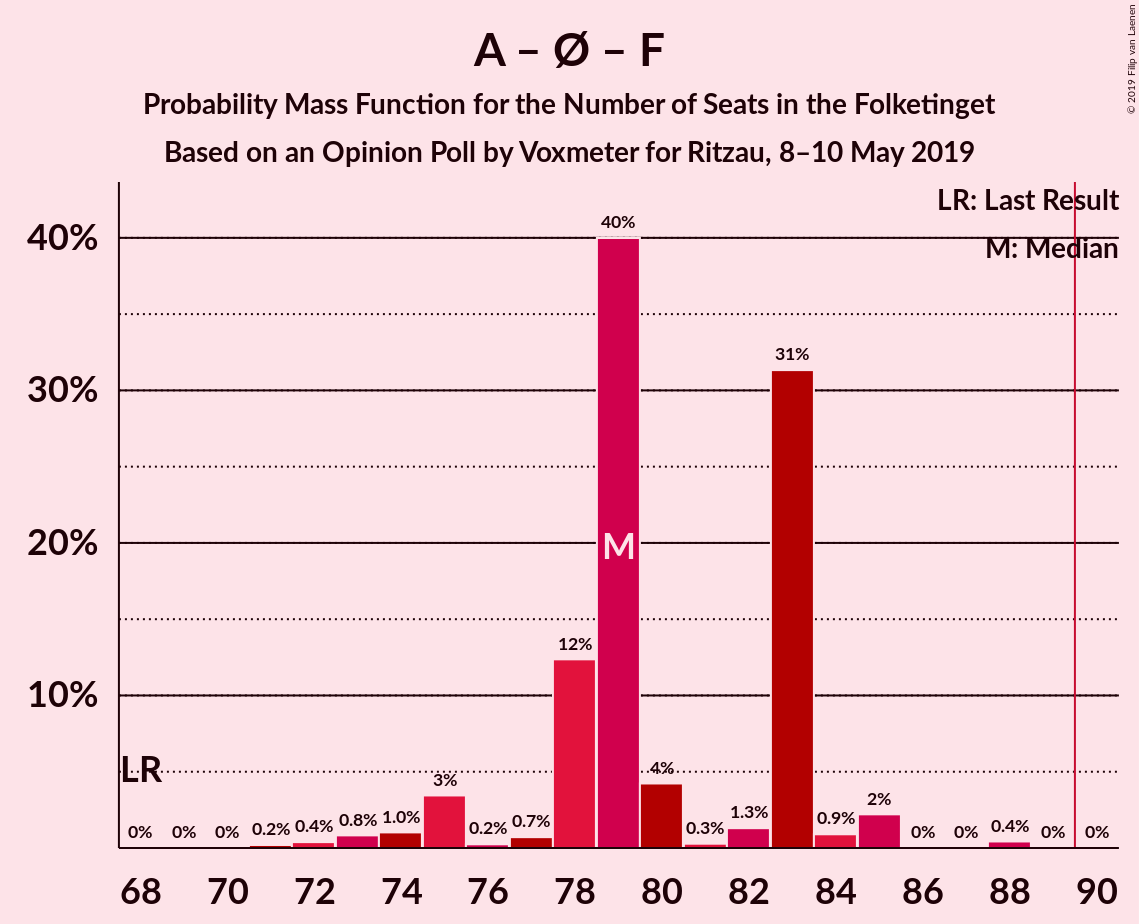 A – Ø – F
Probability Mass Function for the Number of Seats in the Folketinget
Based on an Opinion Poll by Voxmeter for Ritzau, 8–10 May 2019
© 2019 Filip van Laenen
LR: Last Result
M: Median
40%
30%
20%
10%
LR
0% 0% 0% 0.2% 0.4% 0.8% 1.0% 3% 0.2% 0.7% 12% 40% 4% 0.3% 1.3% 31% 0.9% 2% 0% 0% 0.4% 0% 0%
M
68 70 72 74 76 78 80 82 84 86 88 90